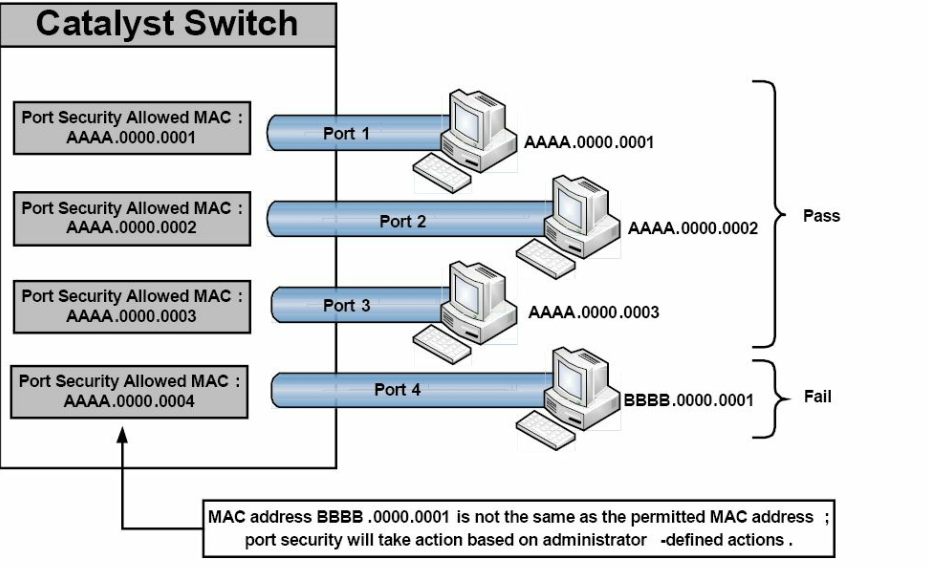 Catalyst Switch
Port Security Allowed MAC :
AAAA.0000.0001
Port 1
AAAA.0000.0001
Port Security Allowed MAC :
AAAA.0000.0002
Port 2
AAAA.0000.0002
Pass
Port Security Allowed MAC :
AAAA.0000.0003
Port 3
AAAA.0000.0003
Port Security Allowed MAC :
AAAA.0000.0004
Port 4
BBBB.0000.0001
Fail
MAC address BBBB .0000.0001 is not the same as the permitted MAC address ;
port security will take action based on administrator -defined actions .